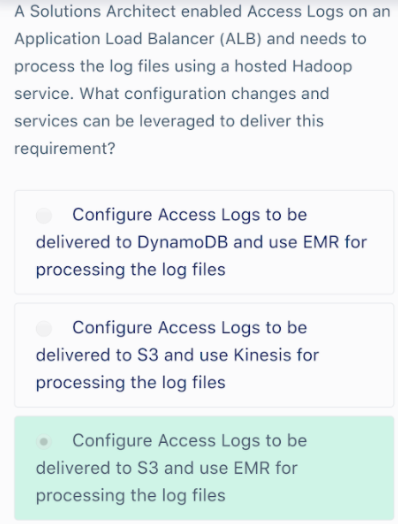 A Solutions Architect enabled Access Logs on an
Application Load Balancer (ALB) and needs to
process the log files using a hosted Hadoop
service. What configuration changes and
services can be leveraged to deliver this
requirement?
Configure Access Logs to be
delivered to DynamoDB and use EMR for
processing the log files
Configure Access Logs to be
delivered to S3 and use Kinesis for
processing the log files
Configure Access Logs to be
delivered to S3 and use EMR for
processing the log files